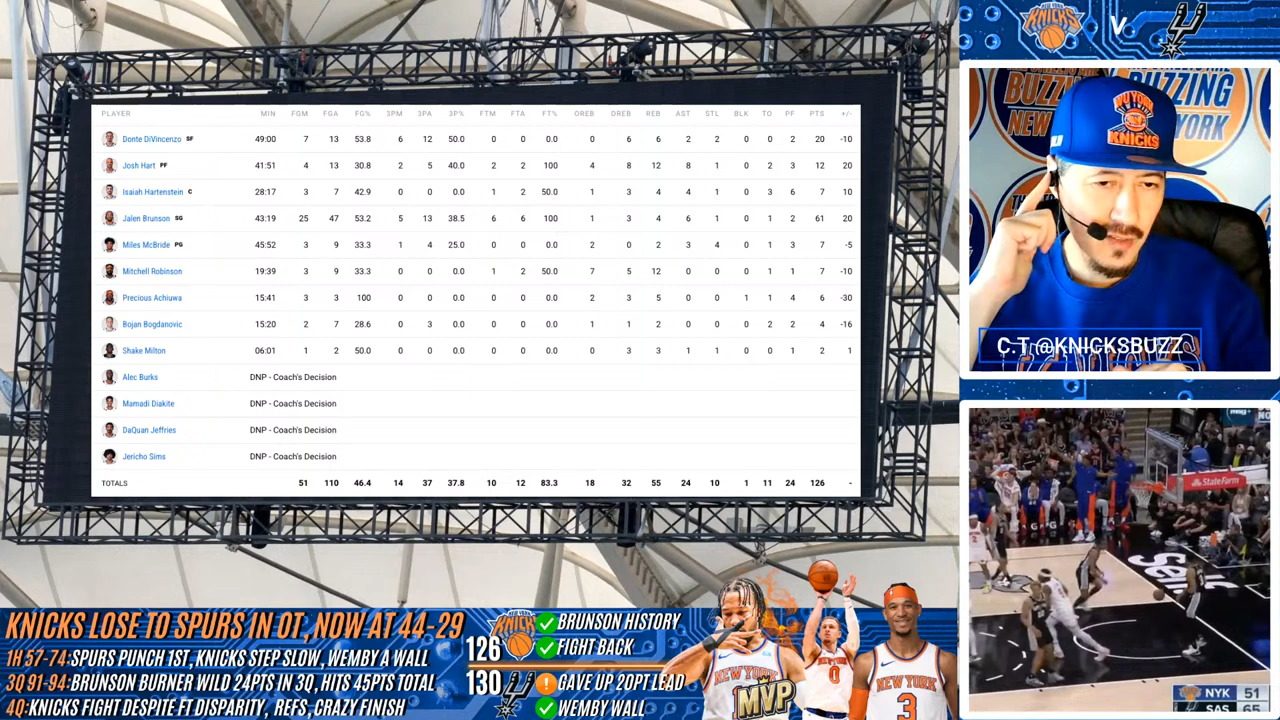 PLAYER MIN FGM FGA FG% 3PM 3PA 3P% FTM FTA FT% OREB DREB REB AST STL BLK TO PF PTS +/-
Donte DiVincenzo SF 49:00 7 13 53.8 6 12 50.0 0 0 0.0 0 6 6 2 2 0 0 2 20 -10
Josh Hart PF 41:51 4 13 30.8 2 5 40.0 2 2 100 4 8 12 8 1 0 2 3 12 20
Isaiah Hartenstein C 28:17 3 7 42.9 0 0 0.0 1 2 50.0 1 3 4 4 1 0 3 6 7 10
Jalen Brunson SG 43:19 25 47 53.2 5 13 38.5 6 6 100 1 3 4 6 1 0 1 2 61 20
Miles McBride PG 45:52 3 9 33.3 1 4 25.0 0 0 0.0 2 0 2 3 4 0 1 3 7 -5
Mitchell Robinson 19:39 3 9 33.3 0 0 0.0 1 2 50.0 7 5 12 0 0 0 1 1 7 -10
Precious Achiuwa 15:41 3 3 100 0 0 0.0 0 0 0.0 2 3 5 0 0 1 1 4 6 -30
Bojan Bogdanovic 15:20 2 7 28.6 0 3 0.0 0 0 0.0 1 1 2 0 0 0 2 2 4 -16
Shake Milton 06:01 1 2 50.0 0 0 0.0 0 0 0.0 0 3 3 1 1 0 0 1 2 1
Alec Burks DNP - Coach's Decision
Mamadi Diakite DNP - Coach's Decision
DaQuan Jeffries DNP - Coach's Decision
Jericho Sims DNP - Coach's Decision
TOTALS 51 110 46.4 14 37 37.8 10 12 83.3 18 32 55 24 10 1 11 24 126 -
KNICKS V
BUZZING
NEW YORK
NEW YORK
KNICKS
C.T @KNICKSBUZZ
StateFarm
NYK 51
SAS 65
KNICKS LOSE TO SPURS IN OT, NOW AT 44-29
1H 57-74:SPURS PUNCH 1ST, KNICKS STEP SLOW, WEMBY A WALL
3Q 91-94:BRUNSON BURNER WILD 24PTS IN 3Q, HITS 45PTS TOTAL
4Q:KNICKS FIGHT DESPITE FT DISPARITY, REFS, CRAZY FINISH
KNICKS
126
130
BRUNSON HISTORY
FIGHT BACK
GAVE UP 20PT LEAD
WEMBY WALL
NEW YORK
MVP
NEW YORK
0
NEW YORK
3